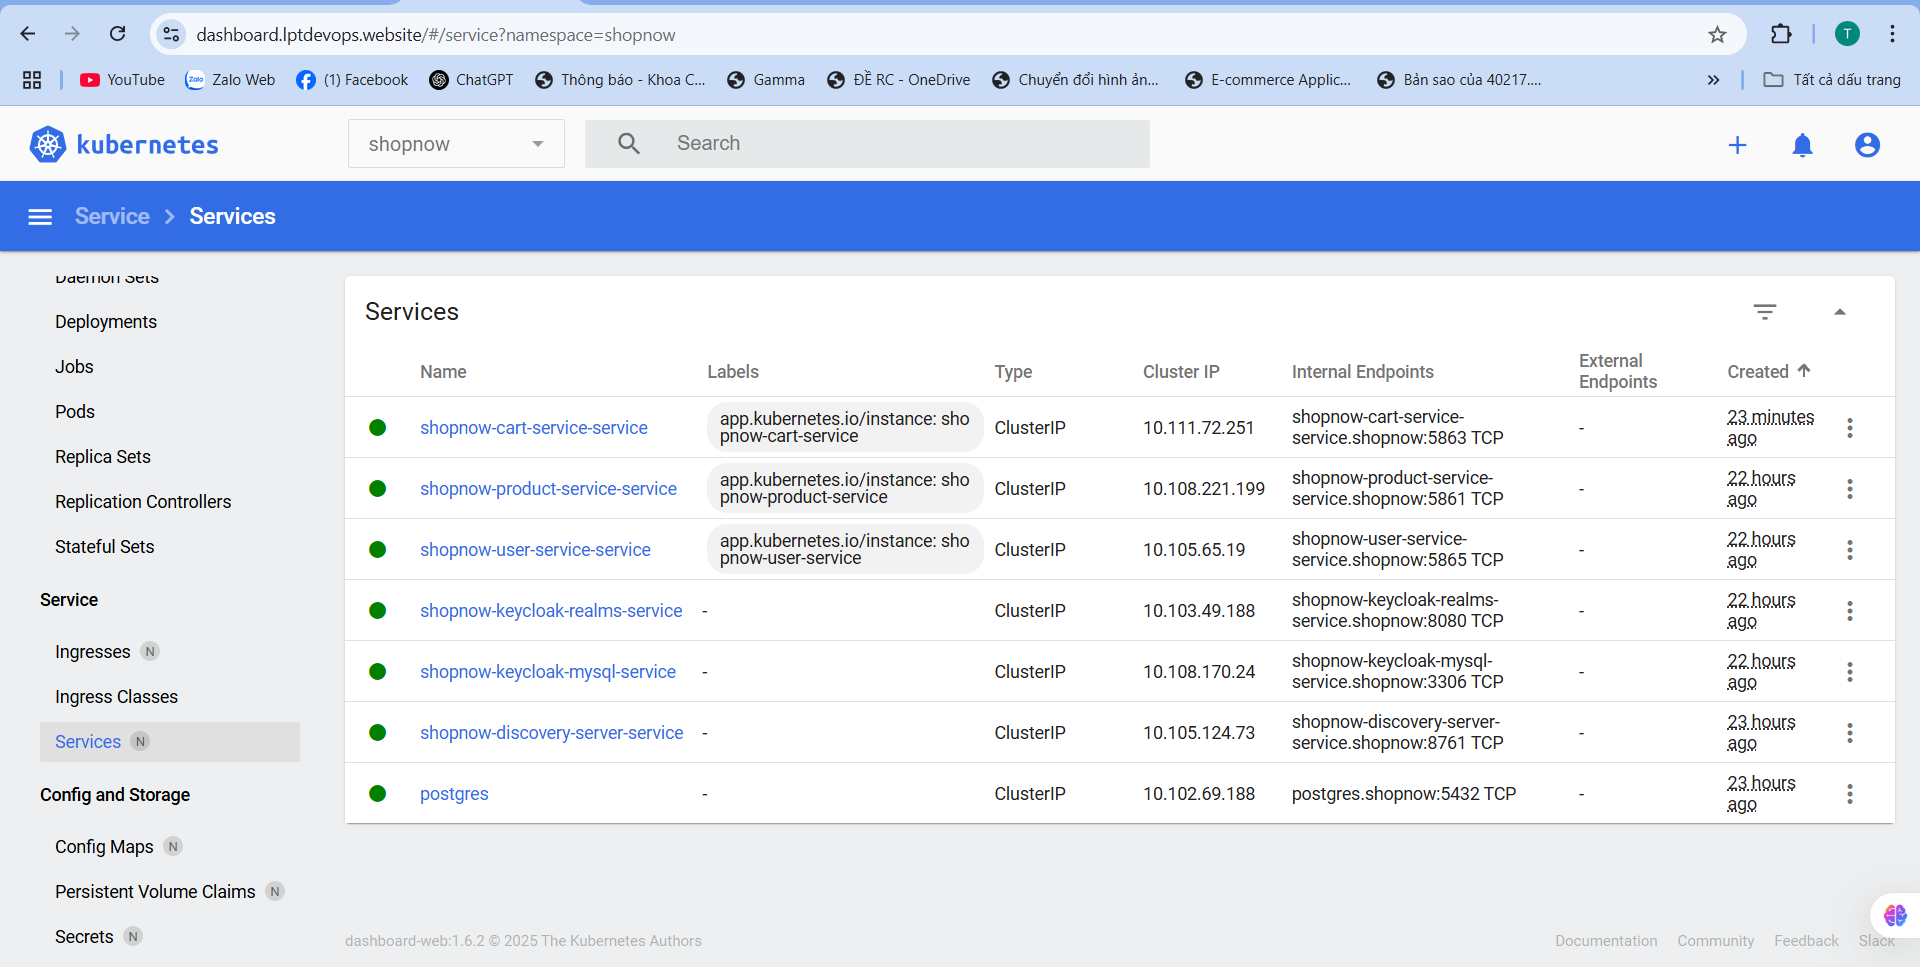 dashboard.lptdevops.website/#/service?namespace=shopnow
T
YouTube
Zalo Web
(1) Facebook
ChatGPT
Thông báo - Khoa C...
Gamma
ĐỀ RC - OneDrive
Chuyển đổi hình ản...
E-commerce Applic...
Bản sao của 40217....
Tất cả dấu trang
kubernetes
shopnow
Search
Service
Services
Daemon Sets
Deployments
Jobs
Pods
Replica Sets
Replication Controllers
Stateful Sets
Service
Ingresses N
Ingress Classes
Services N
Config and Storage
Config Maps N
Persistent Volume Claims N
Secrets N
Services
Name
Labels
Type
Cluster IP
Internal Endpoints
External
Endpoints
Created
shopnow-cart-service-service
app.kubernetes.io/instance: sho
pnow-cart-service
ClusterIP
10.111.72.251
shopnow-cart-service-
service.shopnow:5863 TCP
-
23 minutes
ago
shopnow-product-service-service
app.kubernetes.io/instance: sho
pnow-product-service
ClusterIP
10.108.221.199
shopnow-product-service-
service.shopnow:5861 TCP
-
22 hours
ago
shopnow-user-service-service
app.kubernetes.io/instance: sho
pnow-user-service
ClusterIP
10.105.65.19
shopnow-user-service-
service.shopnow:5865 TCP
-
22 hours
ago
shopnow-keycloak-realms-service
-
ClusterIP
10.103.49.188
shopnow-keycloak-realms-
service.shopnow:8080 TCP
-
22 hours
ago
shopnow-keycloak-mysql-service
-
ClusterIP
10.108.170.24
shopnow-keycloak-mysql-
service.shopnow:3306 TCP
-
22 hours
ago
shopnow-discovery-server-service
-
ClusterIP
10.105.124.73
shopnow-discovery-server-
service.shopnow:8761 TCP
-
23 hours
ago
postgres
-
ClusterIP
10.102.69.188
postgres.shopnow:5432 TCP
-
23 hours
ago
dashboard-web:1.6.2 © 2025 The Kubernetes Authors
Documentation
Community
Feedback
Slack